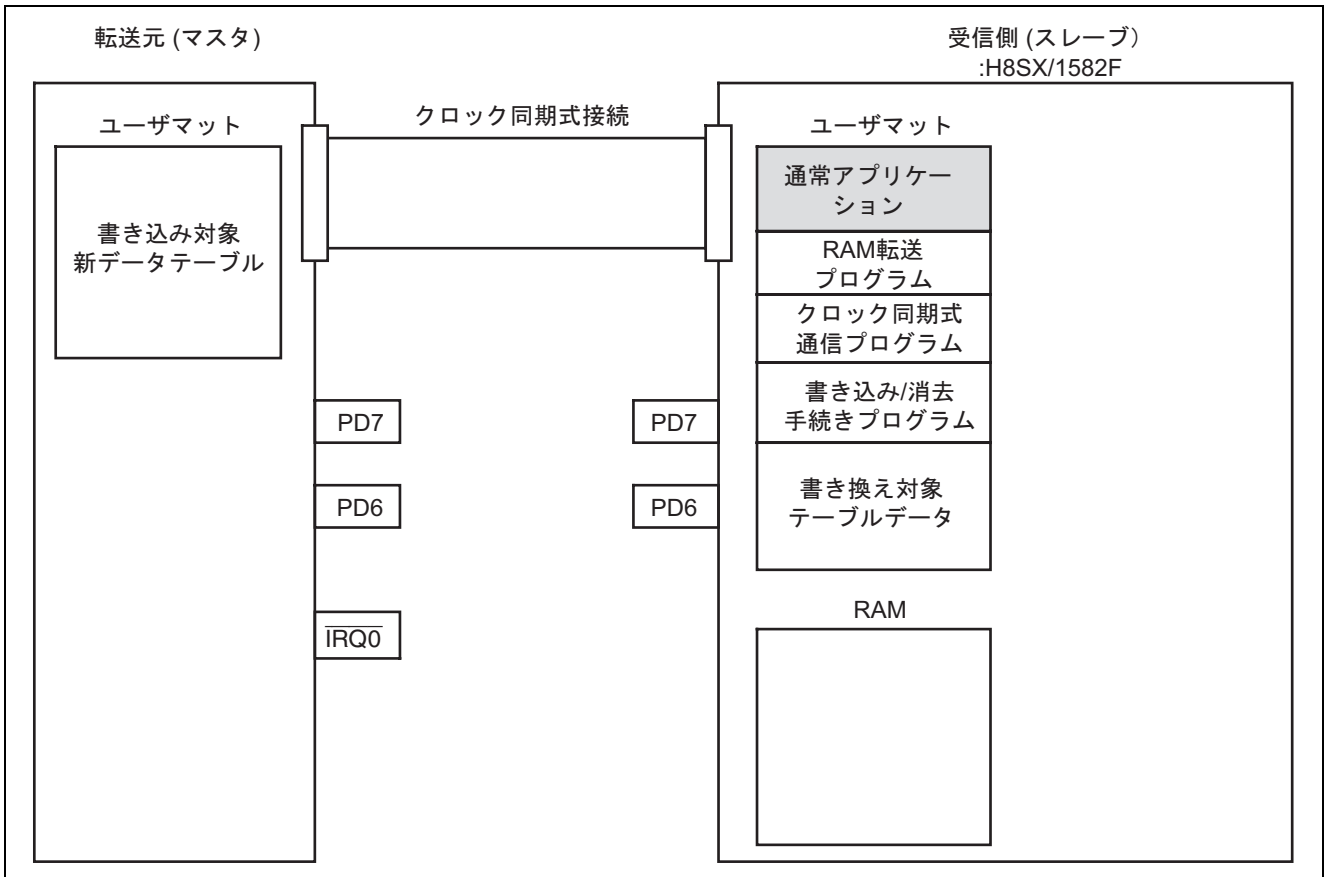 転送元 (マスタ)
受信側 (スレーブ）
:H8SX/1582F
ユーザマット
クロック同期式接続
ユーザマット
書き込み対象
新データテーブル
通常アプリケー
ション
RAM転送
プログラム
クロック同期式
通信プログラム
書き込み/消去
手続きプログラム
書き換え対象
テーブルデータ
PD7
PD7
PD6
PD6
IRQ0
RAM